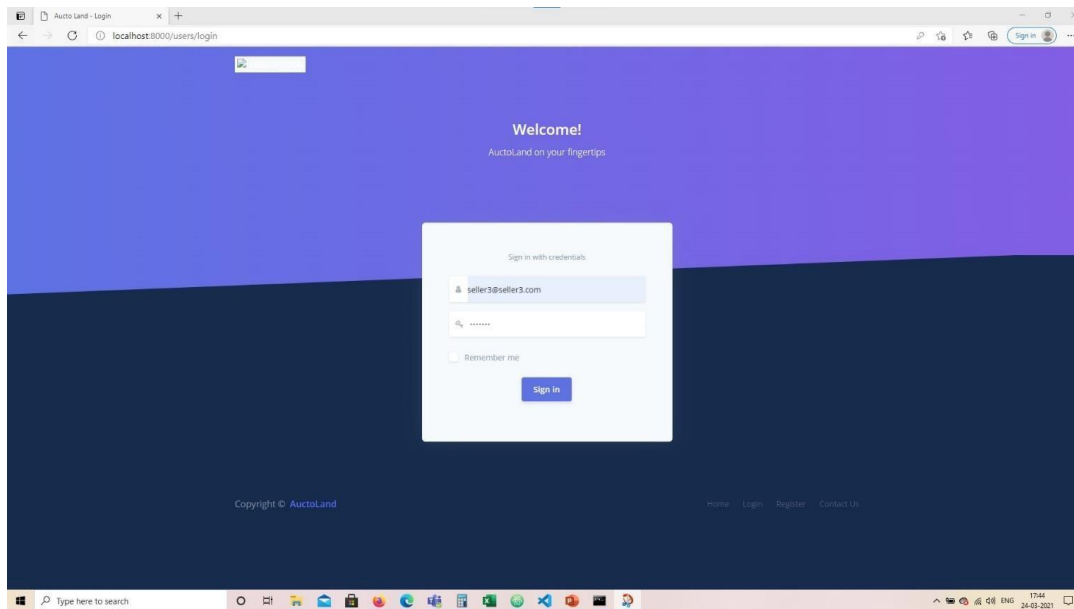 Aucto Land - Login
localhost:8000/users/login
Sign in
Welcome!
AuctoLand on your fingertips
Sign in with credentials
seller3@seller3.com
Remember me
Sign in
Copyright © AuctoLand
Home Login Register Contact Us
Type here to search
ENG
17:44
24-03-2021